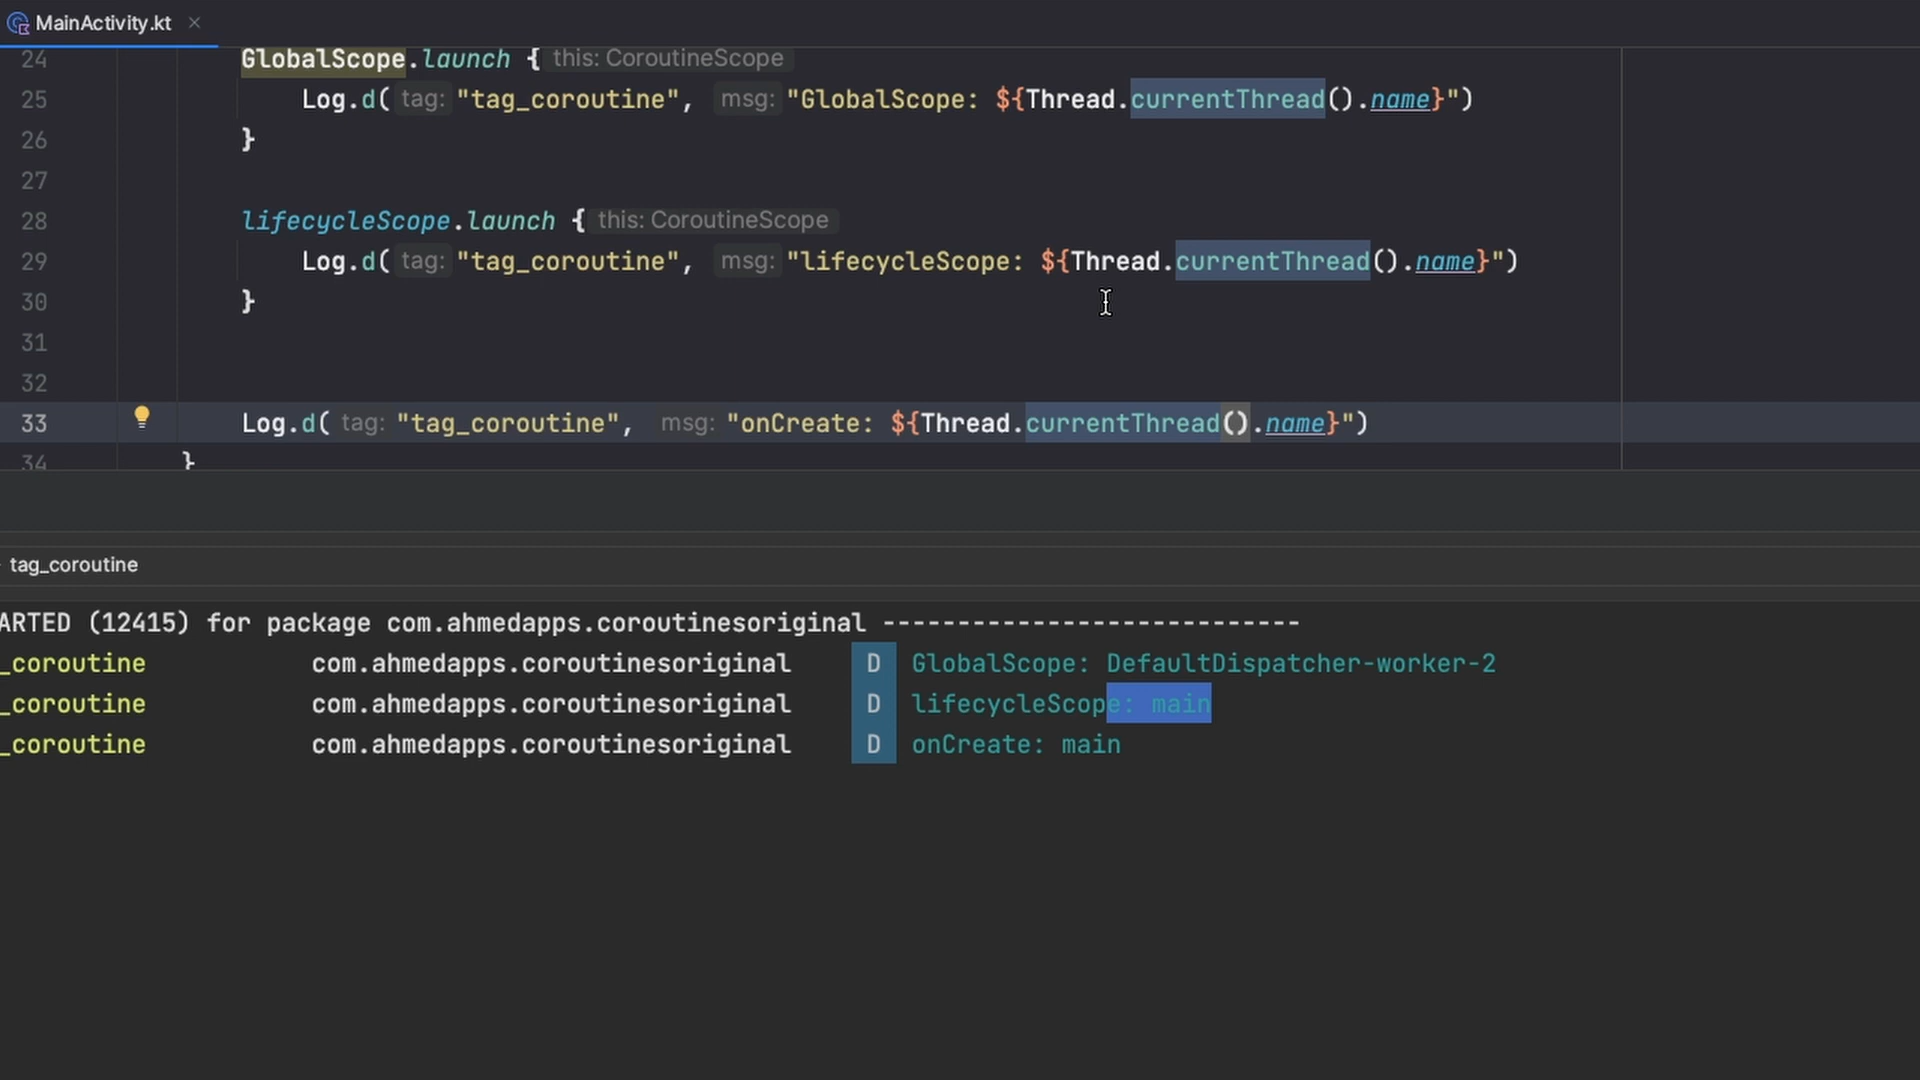 MainActivity.kt
24 GlobalScope.launch { this: CoroutineScope
25 Log.d( tag: "tag_coroutine", msg: "GlobalScope: ${Thread.currentThread().name}")
26 }
27
28 lifecycleScope.launch { this: CoroutineScope
29 Log.d( tag: "tag_coroutine", msg: "lifecycleScope: ${Thread.currentThread().name}")
30 }
31
32
33 Log.d( tag: "tag_coroutine", msg: "onCreate: ${Thread.currentThread().name}")
34 }
tag_coroutine
ARTED (12415) for package com.ahmedapps.coroutinesoriginal ----------------------------
_coroutine com.ahmedapps.coroutinesoriginal D GlobalScope: DefaultDispatcher-worker-2
_coroutine com.ahmedapps.coroutinesoriginal D lifecycleScope: main
_coroutine com.ahmedapps.coroutinesoriginal D onCreate: main